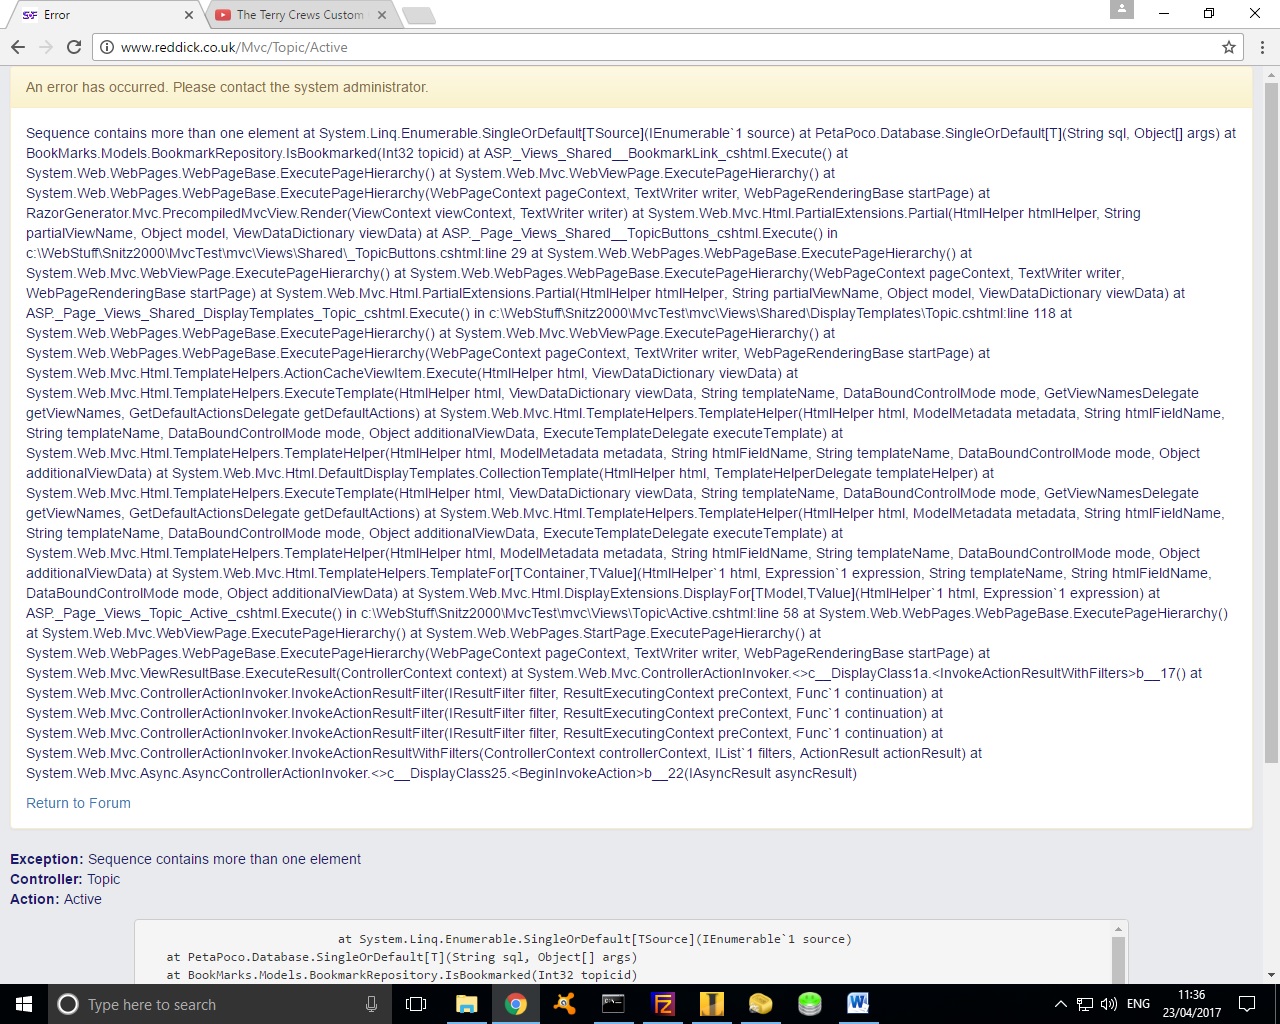 Error
The Terry Crews Custom
www.reddick.co.uk/Mvc/Topic/Active
An error has occurred. Please contact the system administrator.
Sequence contains more than one element at System.Linq.Enumerable.SingleOrDefault[TSource](IEnumerable`1 source) at PetaPoco.Database.SingleOrDefault[T](String sql, Object[] args) at
BookMarks.Models.BookmarkRepository.IsBookmarked(Int32 topicid) at ASP._Views_Shared__BookmarkLink_cshtml.Execute() at
System.Web.WebPages.WebPageBase.ExecutePageHierarchy() at System.Web.Mvc.WebViewPage.ExecutePageHierarchy() at
System.Web.WebPages.WebPageBase.ExecutePageHierarchy(WebPageContext pageContext, TextWriter writer, WebPageRenderingBase startPage) at
RazorGenerator.Mvc.PrecompiledMvcView.Render(ViewContext viewContext, TextWriter writer) at System.Web.Mvc.Html.PartialExtensions.Partial(HtmlHelper htmlHelper, String
partialViewName, Object model, ViewDataDictionary viewData) at ASP._Page_Views_Shared__TopicButtons_cshtml.Execute() in
c:\WebStuff\Snitz2000\MvcTest\mvc\Views\Shared\_TopicButtons.cshtml:line 29 at System.Web.WebPages.WebPageBase.ExecutePageHierarchy() at
System.Web.Mvc.WebViewPage.ExecutePageHierarchy() at System.Web.WebPages.WebPageBase.ExecutePageHierarchy(WebPageContext pageContext, TextWriter writer,
WebPageRenderingBase startPage) at System.Web.Mvc.Html.PartialExtensions.Partial(HtmlHelper htmlHelper, String partialViewName, Object model, ViewDataDictionary viewData) at
ASP._Page_Views_Shared_DisplayTemplates_Topic_cshtml.Execute() in c:\WebStuff\Snitz2000\MvcTest\mvc\Views\Shared\DisplayTemplates\Topic.cshtml:line 118 at
System.Web.WebPages.WebPageBase.ExecutePageHierarchy() at System.Web.Mvc.WebViewPage.ExecutePageHierarchy() at
System.Web.WebPages.WebPageBase.ExecutePageHierarchy(WebPageContext pageContext, TextWriter writer, WebPageRenderingBase startPage) at
System.Web.Mvc.Html.TemplateHelpers.ActionCacheViewItem.Execute(HtmlHelper html, ViewDataDictionary viewData) at
System.Web.Mvc.Html.TemplateHelpers.ExecuteTemplate(HtmlHelper html, ViewDataDictionary viewData, String templateName, DataBoundControlMode mode, GetViewNamesDelegate
getViewNames, GetDefaultActionsDelegate getDefaultActions) at System.Web.Mvc.Html.TemplateHelpers.TemplateHelper(HtmlHelper html, ModelMetadata metadata, String htmlFieldName,
String templateName, DataBoundControlMode mode, Object additionalViewData, ExecuteTemplateDelegate executeTemplate) at
System.Web.Mvc.Html.TemplateHelpers.TemplateHelper(HtmlHelper html, ModelMetadata metadata, String htmlFieldName, String templateName, DataBoundControlMode mode, Object
additionalViewData) at System.Web.Mvc.Html.DefaultDisplayTemplates.CollectionTemplate(HtmlHelper html, TemplateHelperDelegate templateHelper) at
System.Web.Mvc.Html.TemplateHelpers.ExecuteTemplate(HtmlHelper html, ViewDataDictionary viewData, String templateName, DataBoundControlMode mode, GetViewNamesDelegate
getViewNames, GetDefaultActionsDelegate getDefaultActions) at System.Web.Mvc.Html.TemplateHelpers.TemplateHelper(HtmlHelper html, ModelMetadata metadata, String htmlFieldName,
String templateName, DataBoundControlMode mode, Object additionalViewData, ExecuteTemplateDelegate executeTemplate) at
System.Web.Mvc.Html.TemplateHelpers.TemplateHelper(HtmlHelper html, ModelMetadata metadata, String htmlFieldName, String templateName, DataBoundControlMode mode, Object
additionalViewData) at System.Web.Mvc.Html.TemplateHelpers.TemplateFor[TContainer,TValue](HtmlHelper`1 html, Expression`1 expression, String templateName, String htmlFieldName,
DataBoundControlMode mode, Object additionalViewData) at System.Web.Mvc.Html.DisplayExtensions.DisplayFor[TModel,TValue](HtmlHelper`1 html, Expression`1 expression) at
ASP._Page_Views_Topic_Active_cshtml.Execute() in c:\WebStuff\Snitz2000\MvcTest\mvc\Views\Topic\Active.cshtml:line 58 at System.Web.WebPages.WebPageBase.ExecutePageHierarchy()
at System.Web.Mvc.WebViewPage.ExecutePageHierarchy() at System.Web.WebPages.StartPage.ExecutePageHierarchy() at
System.Web.WebPages.WebPageBase.ExecutePageHierarchy(WebPageContext pageContext, TextWriter writer, WebPageRenderingBase startPage) at
System.Web.Mvc.ViewResultBase.ExecuteResult(ControllerContext context) at System.Web.Mvc.ControllerActionInvoker.<>c__DisplayClass1a.<InvokeActionResultWithFilters>b__17() at
System.Web.Mvc.ControllerActionInvoker.InvokeActionResultFilter(IResultFilter filter, ResultExecutingContext preContext, Func`1 continuation) at
System.Web.Mvc.ControllerActionInvoker.InvokeActionResultFilter(IResultFilter filter, ResultExecutingContext preContext, Func`1 continuation) at
System.Web.Mvc.ControllerActionInvoker.InvokeActionResultFilter(IResultFilter filter, ResultExecutingContext preContext, Func`1 continuation) at
System.Web.Mvc.ControllerActionInvoker.InvokeActionResultWithFilters(ControllerContext controllerContext, IList`1 filters, ActionResult actionResult) at
System.Web.Mvc.Async.AsyncControllerActionInvoker.<>c__DisplayClass25.<BeginInvokeAction>b__22(IAsyncResult asyncResult)
Return to Forum
Exception: Sequence contains more than one element
Controller: Topic
Action: Active
at System.Linq.Enumerable.SingleOrDefault[TSource](IEnumerable`1 source)
at PetaPoco.Database.SingleOrDefault[T](String sql, Object[] args)
at BookMarks.Models.BookmarkRepository.IsBookmarked(Int32 topicid)
Type here to search
ENG
11:36
23/04/2017